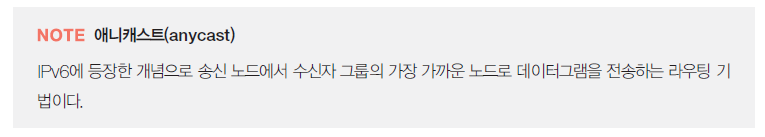 NOTE 애니캐스트(anycast)
IPv6에 등장한 개념으로 송신 노드에서 수신자 그룹의 가장 가까운 노드로 데이터그램을 전송하는 라우팅 기
법이다.